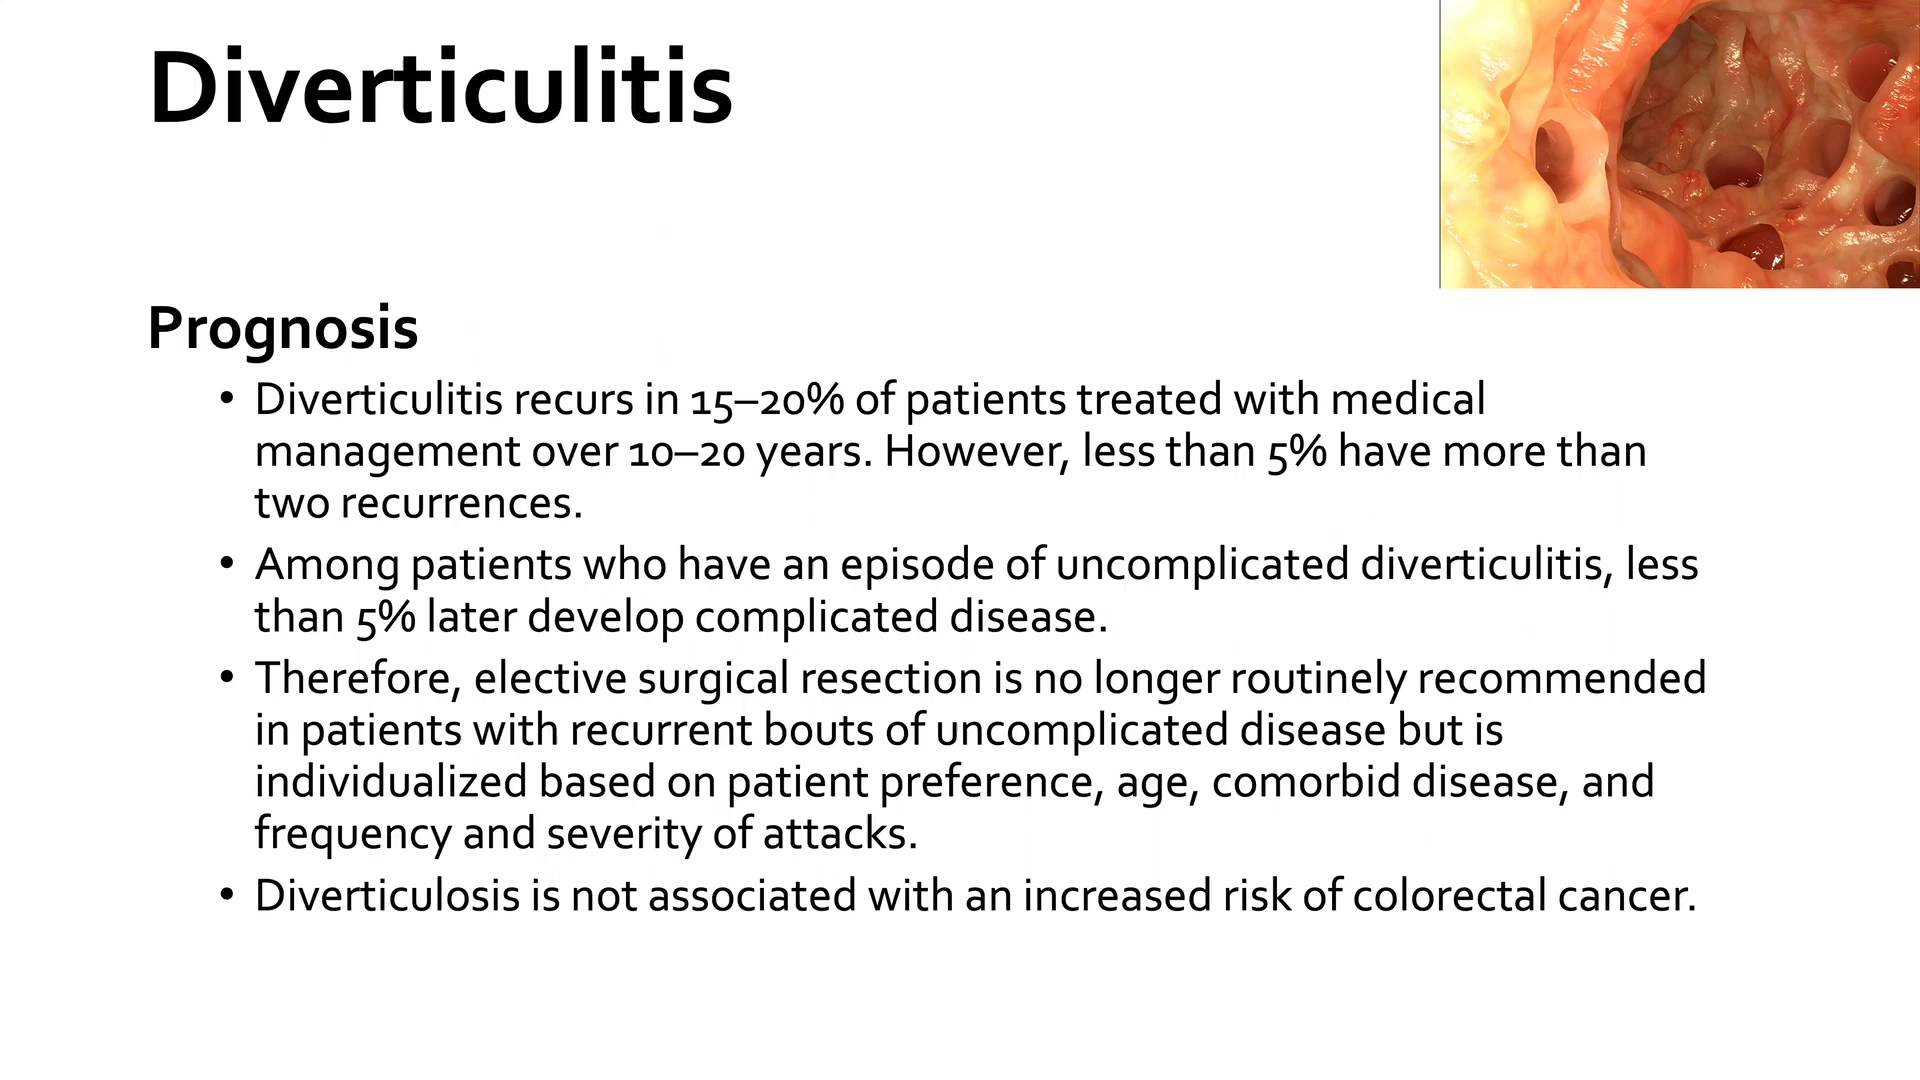 Diverticulitis
Prognosis
• Diverticulitis recurs in 15–20% of patients treated with medical
management over 10–20 years. However, less than 5% have more than
two recurrences.
• Among patients who have an episode of uncomplicated diverticulitis, less
than 5% later develop complicated disease.
• Therefore, elective surgical resection is no longer routinely recommended
in patients with recurrent bouts of uncomplicated disease but is
individualized based on patient preference, age, comorbid disease, and
frequency and severity of attacks.
• Diverticulosis is not associated with an increased risk of colorectal cancer.